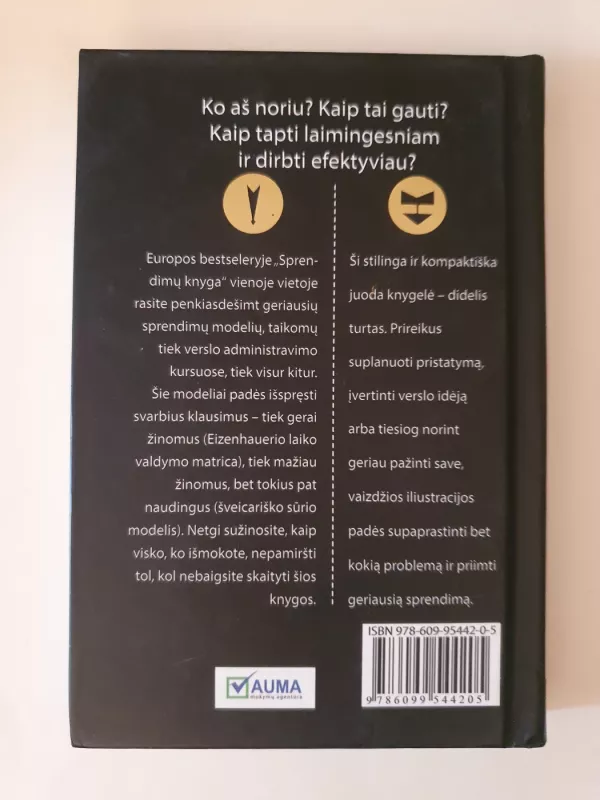 Ko aš noriu? Kaip tai gauti?
Kaip tapti laimingesniam
ir dirbti efektyviau?
Europos bestseleryje „Spren-
dimų knyga“ vienoje vietoje
rasite penkiasdešimt geriausių
sprendimų modelių, taikomų
tiek verslo administravimo
kursuose, tiek visur kitur.
Šie modeliai padės išspręsti
svarbius klausimus – tiek gerai
žinomus (Eizenhauerio laiko
valdymo matrica), tiek mažiau
žinomus, bet tokius pat
naudingus (šveicariško sūrio
modelis). Netgi sužinosite, kaip
visko, ko išmokote, nepamiršti
tol, kol nebaigsite skaityti šios
knygos.
Ši stilinga ir kompaktiška
juoda knygelė – didelis
turtas. Prireikus
suplanuoti pristatymą,
įvertinti verslo idėją
arba tiesiog norint
geriau pažinti save,
vaizdžios iliustracijos
padės supaprastinti bet
kokią problemą ir priimti
geriausią sprendimą.
ISBN 978-609-95442-0-5
9 786099 544205
AUMA
mokymų agentūra